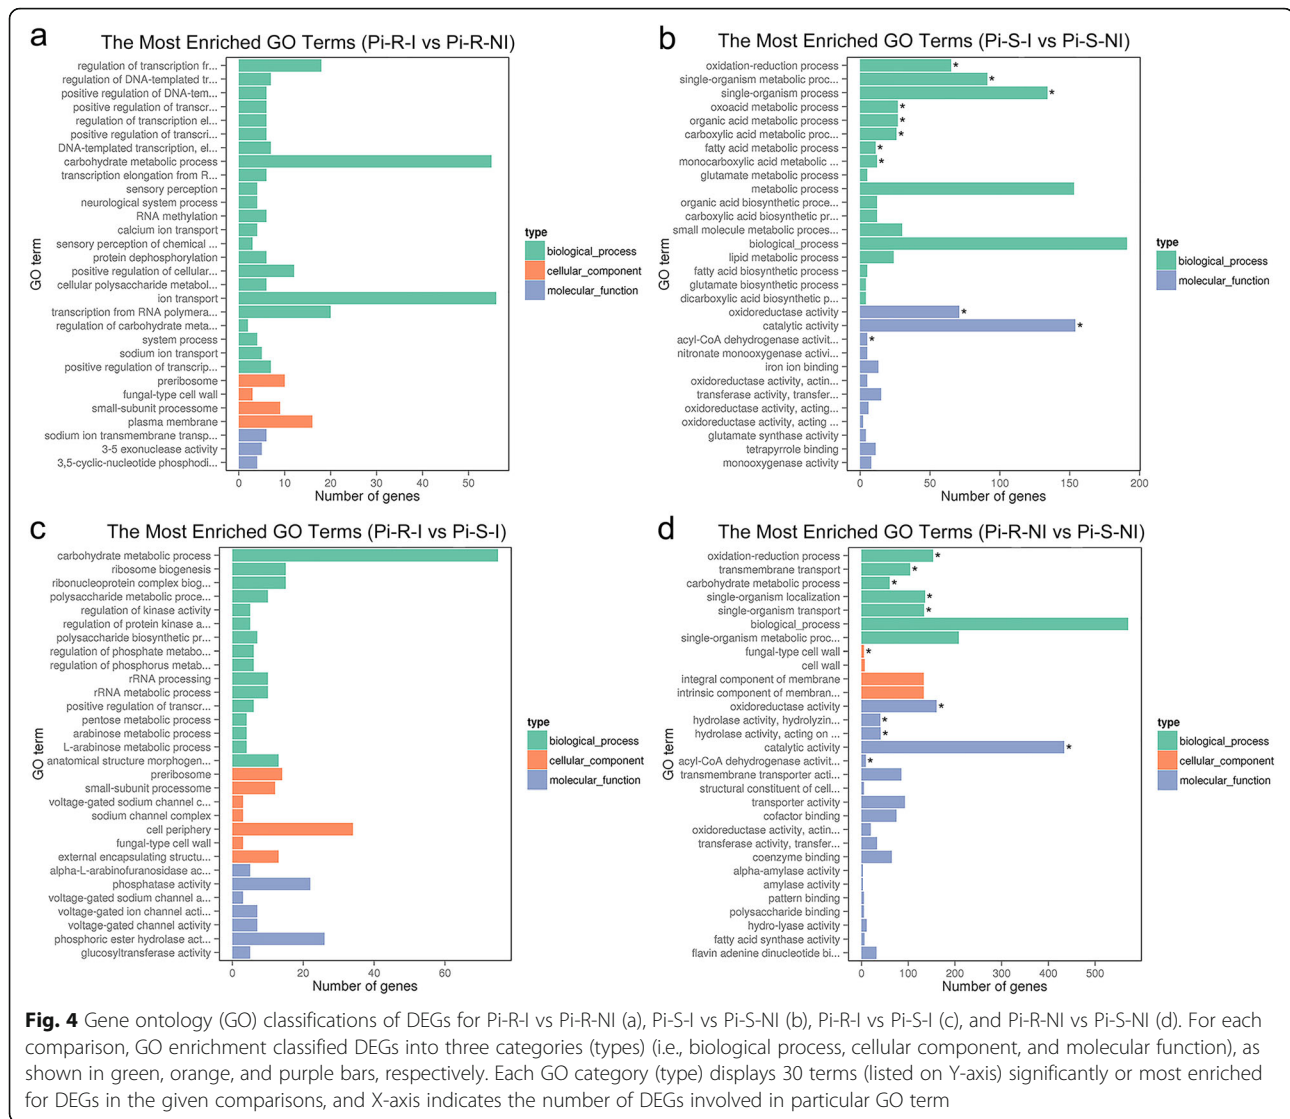 a
The Most Enriched GO Terms (Pi-R-I vs Pi-R-NI)
regulation of transcription fr...
regulation of DNA-templated tr...
positive regulation of DNA-tem...
positive regulation of transcr...
regulation of transcription el...
positive regulation of transcri...
DNA-templated transcription, el...
carbohydrate metabolic process
transcription elongation from R...
sensory perception
neurological system process
RNA methylation
calcium ion transport
sensory perception of chemical ...
protein dephosphorylation
positive regulation of cellular...
cellular polysaccharide metabol...
ion transport
transcription from RNA polymera...
regulation of carbohydrate meta...
system process
sodium ion transport
positive regulation of transcrip...
preribosome
fungal-type cell wall
small-subunit processome
plasma membrane
sodium ion transmembrane transp...
3-5 exonuclease activity
3,5-cyclic-nucleotide phosphodi...
GO term
0 10 20 30 40 50
Number of genes
type
biological_process
cellular_component
molecular_function
b
The Most Enriched GO Terms (Pi-S-I vs Pi-S-NI)
oxidation-reduction process *
single-organism metabolic proc... *
single-organism process *
oxoacid metabolic process *
organic acid metabolic process *
carboxylic acid metabolic proc... *
fatty acid metabolic process *
monocarboxylic acid metabolic ... *
glutamate metabolic process
metabolic process
organic acid biosynthetic proce...
carboxylic acid biosynthetic pr...
small molecule metabolic proces...
biological_process
lipid metabolic process
fatty acid biosynthetic process
glutamate biosynthetic process
dicarboxylic acid biosynthetic p...
oxidoreductase activity *
catalytic activity *
acyl-CoA dehydrogenase activit... *
nitronate monooxygenase activi...
iron ion binding
oxidoreductase activity, actin...
transferase activity, transfer...
oxidoreductase activity, acting...
oxidoreductase activity, acting ...
glutamate synthase activity
tetrapyrrole binding
monooxygenase activity
GO term
0 50 100 150 200
Number of genes
type
biological_process
molecular_function
c
The Most Enriched GO Terms (Pi-R-I vs Pi-S-I)
carbohydrate metabolic process
ribosome biogenesis
ribonucleoprotein complex biog...
polysaccharide metabolic proce...
regulation of kinase activity
regulation of protein kinase a...
polysaccharide biosynthetic pr...
regulation of phosphate metabo...
regulation of phosphorus metab...
rRNA processing
rRNA metabolic process
positive regulation of transcr...
pentose metabolic process
arabinose metabolic process
L-arabinose metabolic process
anatomical structure morphogen...
preribosome
small-subunit processome
voltage-gated sodium channel c...
sodium channel complex
cell periphery
fungal-type cell wall
external encapsulating structu...
alpha-L-arabinofuranosidase ac...
phosphatase activity
voltage-gated sodium channel a...
voltage-gated ion channel acti...
voltage-gated channel activity
phosphoric ester hydrolase act...
glucosyltransferase activity
GO term
0 20 40 60
Number of genes
type
biological_process
cellular_component
molecular_function
d
The Most Enriched GO Terms (Pi-R-NI vs Pi-S-NI)
oxidation-reduction process *
transmembrane transport *
carbohydrate metabolic process *
single-organism localization *
single-organism transport *
biological_process
single-organism metabolic proc...
fungal-type cell wall *
cell wall
integral component of membrane
intrinsic component of membran...
oxidoreductase activity *
hydrolase activity, hydrolyzin... *
hydrolase activity, acting on ... *
catalytic activity *
acyl-CoA dehydrogenase activit... *
transmembrane transporter acti...
structural constituent of cell...
transporter activity
cofactor binding
oxidoreductase activity, actin...
transferase activity, transfer...
coenzyme binding
alpha-amylase activity
amylase activity
pattern binding
polysaccharide binding
hydro-lyase activity
fatty acid synthase activity
flavin adenine dinucleotide bi...
GO term
0 100 200 300 400 500
Number of genes
type
biological_process
cellular_component
molecular_function
Fig. 4 Gene ontology (GO) classifications of DEGs for Pi-R-I vs Pi-R-NI (a), Pi-S-I vs Pi-S-NI (b), Pi-R-I vs Pi-S-I (c), and Pi-R-NI vs Pi-S-NI (d). For each
comparison, GO enrichment classified DEGs into three categories (types) (i.e., biological process, cellular component, and molecular function), as
shown in green, orange, and purple bars, respectively. Each GO category (type) displays 30 terms (listed on Y-axis) significantly or most enriched
for DEGs in the given comparisons, and X-axis indicates the number of DEGs involved in particular GO term